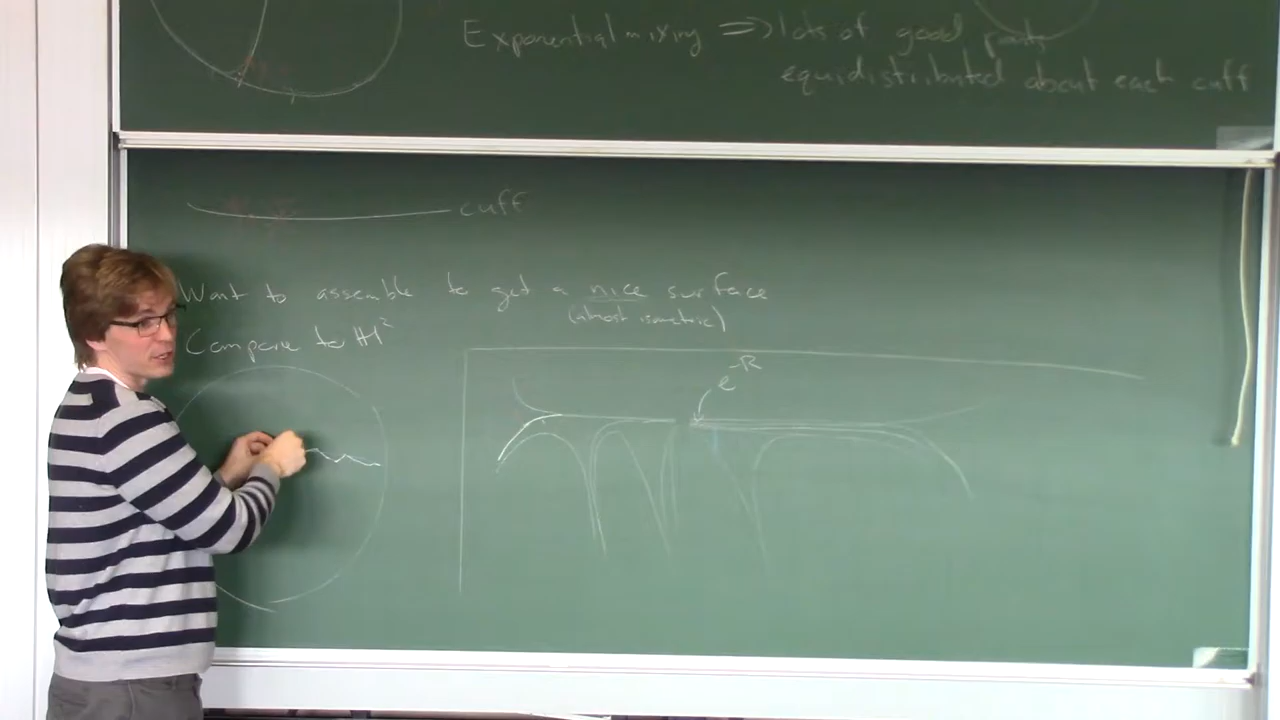 Exponential mixing ⟹ lots of good pants
equidistributed about each cuff
cuff
Want to assemble to get a nice surface
(almost isometric)
Compare to H²
e^{-R}